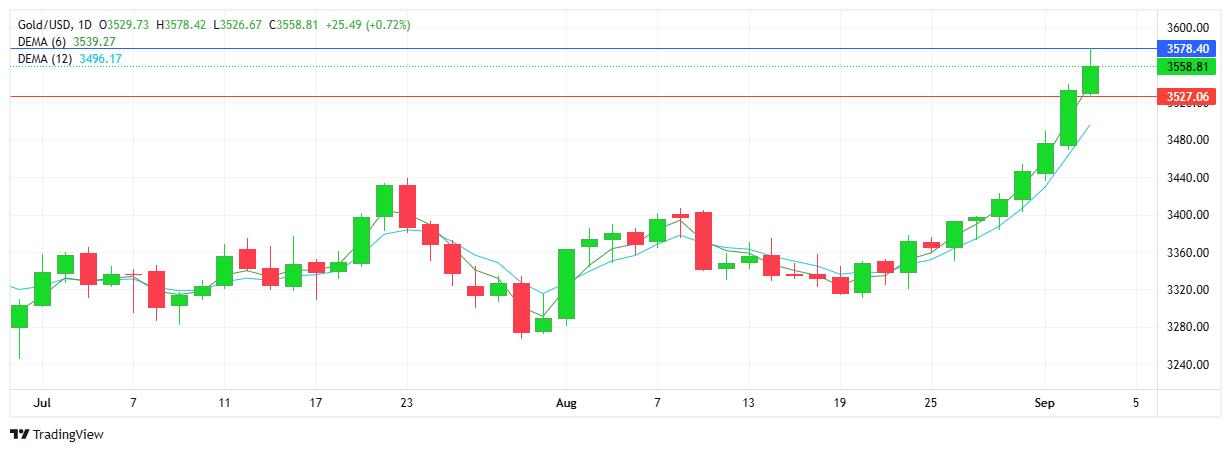 Gold/USD, 1D O3529.73 H3578.42 L3526.67 C3558.81 +25.49 (+0.72%)
DEMA (6) 3539.27
DEMA (12) 3496.17
3600.00
3578.40
3558.81
3527.06
3480.00
3440.00
3400.00
3360.00
3320.00
3280.00
3240.00
Jul 7 11 17 23 Aug 7 13 19 25 Sep 5
TradingView